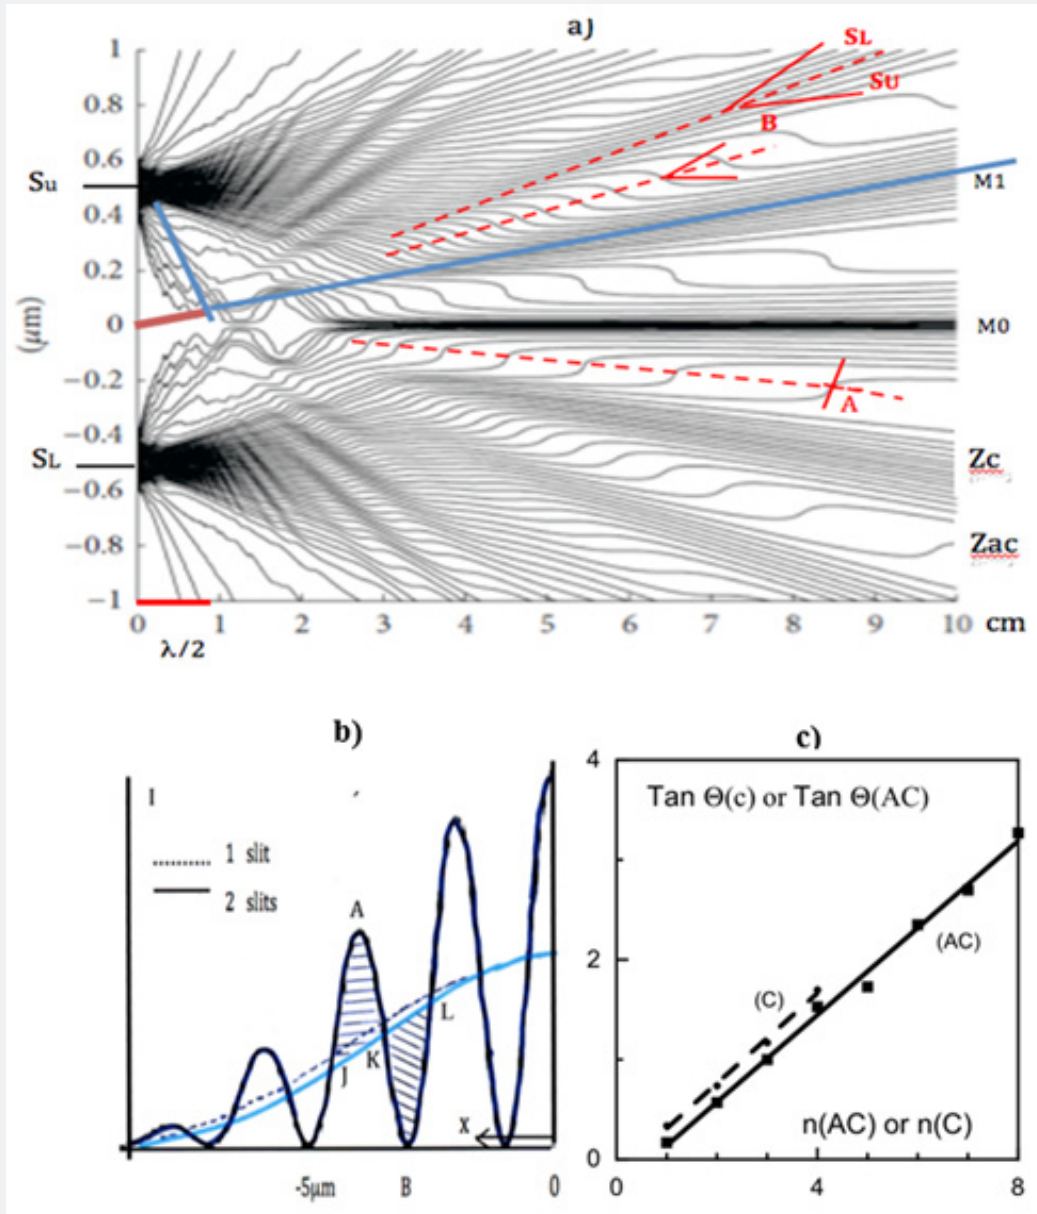 a)
1
0.8
0.6
0.4
0.2
0
−0.2
−0.4
−0.6
−0.8
−1
(μm)
Su
SL
SL
SU
B
M1
M0
A
Zc
Zac
0 1 2 3 4 5 6 7 8 9 10 cm
λ/2
b)
I
1 slit
2 slits
A
J
K
L
X
-5μm B 0
c)
4
2
0
Tan Θ(c) or Tan Θ(AC)
(C)
(AC)
n(AC) or n(C)
0 4 8